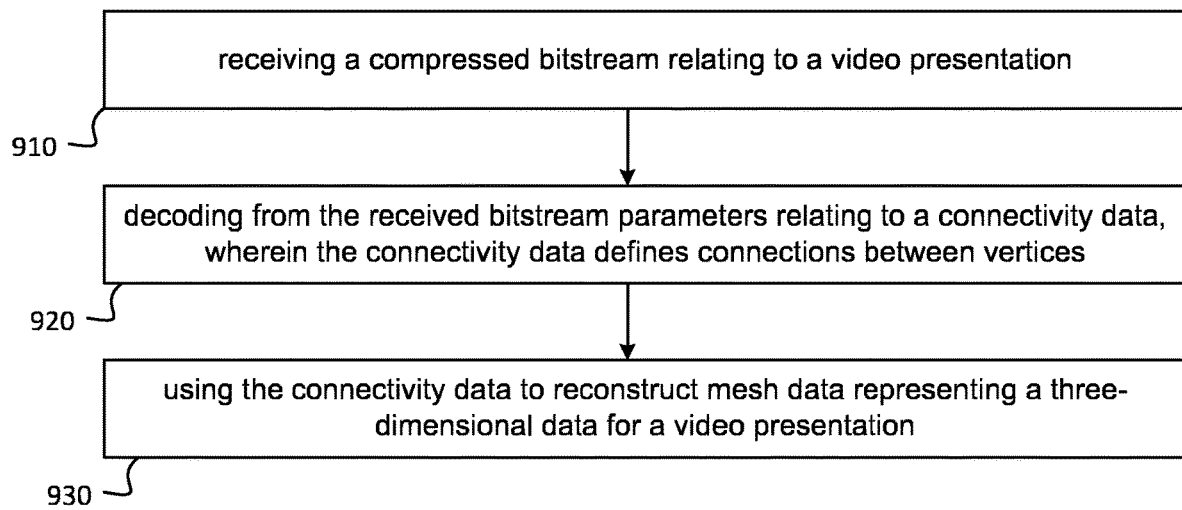 receiving a compressed bitstream relating to a video presentation
910
decoding from the received bitstream parameters relating to a connectivity data,
wherein the connectivity data defines connections between vertices
920
using the connectivity data to reconstruct mesh data representing a three-
dimensional data for a video presentation
930